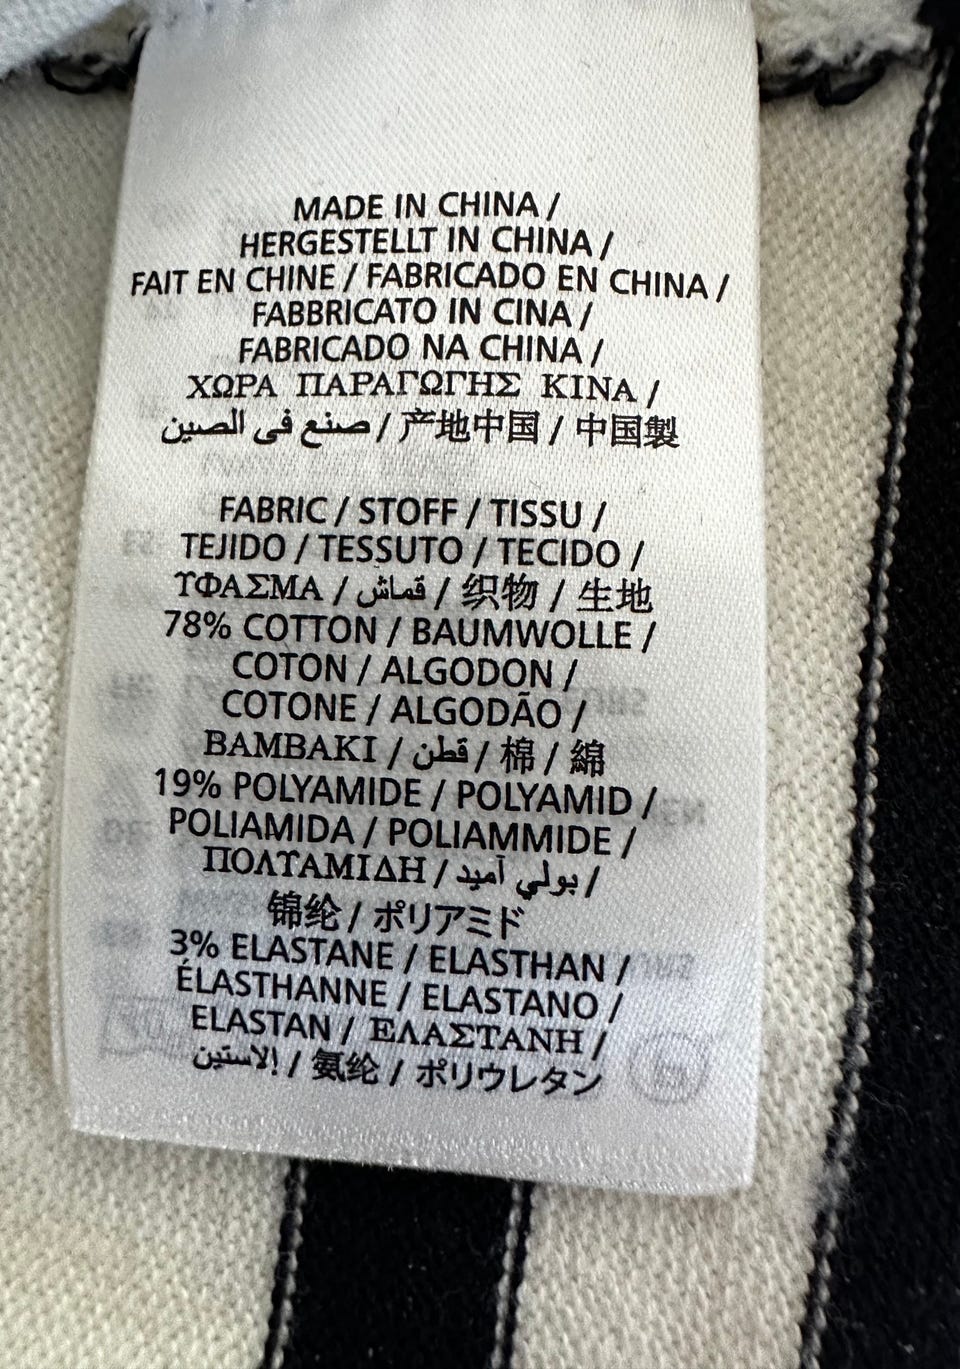 MADE IN CHINA /
HERGESTELLT IN CHINA /
FAIT EN CHINE / FABRICADO EN CHINA /
FABBRICATO IN CINA /
FABRICADO NA CHINA /
ΧΩΡΑ ΠΑΡΑΓΩΓΗΣ ΚΙΝΑ /
صنع في الصين / 产地中国 / 中国製
FABRIC / STOFF / TISSU /
TEJIDO / TESSUTO / TECIDO /
ΥΦΑΣΜΑ / قماش / 织物 / 生地
78% COTTON / BAUMWOLLE /
COTON / ALGODON /
COTONE / ALGODÃO /
BAMBAKI / قطن / 棉 / 綿
19% POLYAMIDE / POLYAMID /
POLIAMIDA / POLIAMMIDE /
ΠΟΛΥΑΜΙΔΗ / بولي آميد /
锦纶 / ポリアミド
3% ELASTANE / ELASTHAN /
ÉLASTHANNE / ELASTANO /
ELASTAN / ΕΛΑΣΤΑΝΗ /
الاستين / 氨纶 / ポリウレタン